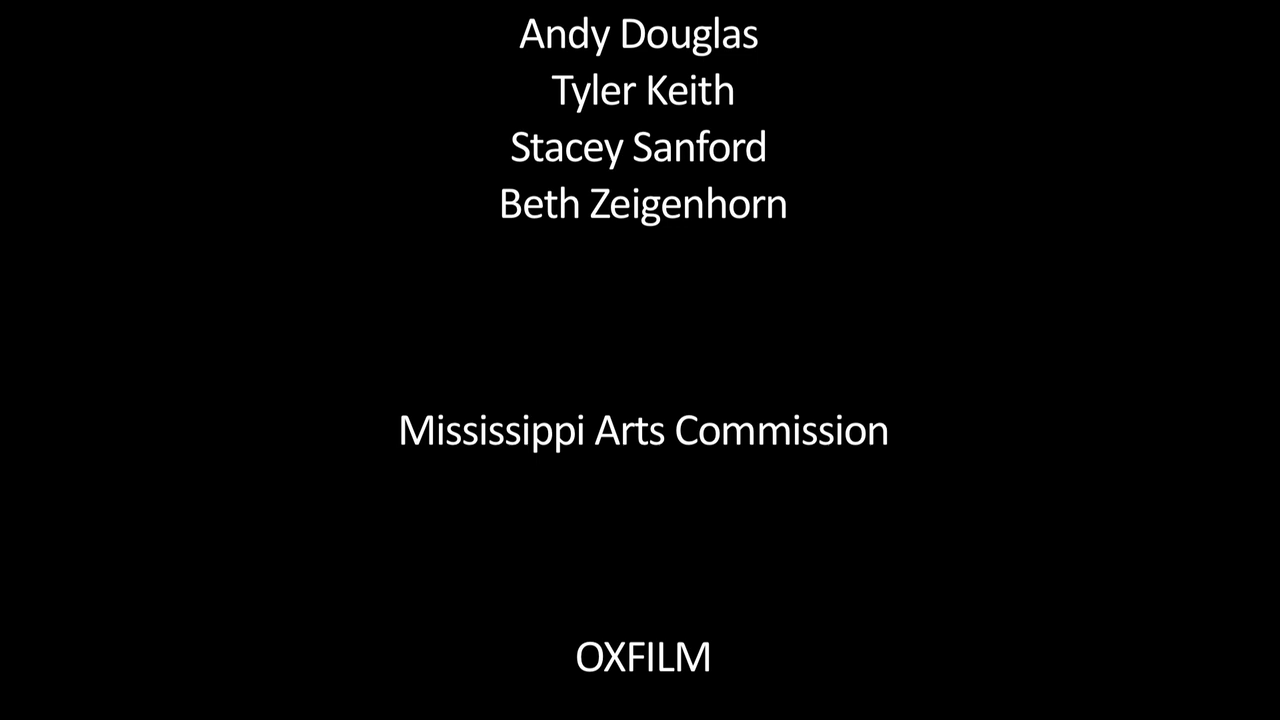 Andy Douglas
Tyler Keith
Stacey Sanford
Beth Zeigenhorn
Mississippi Arts Commission
OXFILM